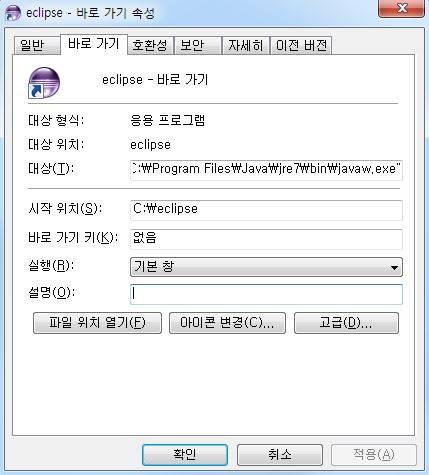 eclipse - 바로 가기 속성
일반 바로 가기 호환성 보안 자세히 이전 버전
eclipse - 바로 가기
대상 형식: 응용 프로그램
대상 위치: eclipse
대상(T): C:₩Program Files₩Java₩jre7₩bin₩javaw.exe"
시작 위치(S): C:₩eclipse
바로 가기 키(K): 없음
실행(R): 기본 창
설명(O):
파일 위치 열기(F) 아이콘 변경(C)... 고급(D)...
확인 취소 적용(A)